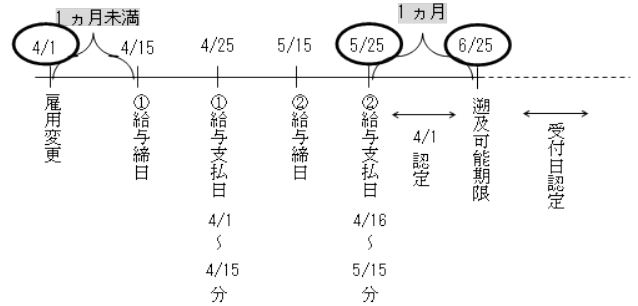 1ヵ月未満
1ヵ月
4/1
4/15
4/25
5/15
5/25
6/25
雇用変更
①給与締日
①給与支払日
4/1
~
4/15
分
②給与締日
②給与支払日
4/16
~
5/15
分
4/1
認定
遡及可能期限
受付日認定